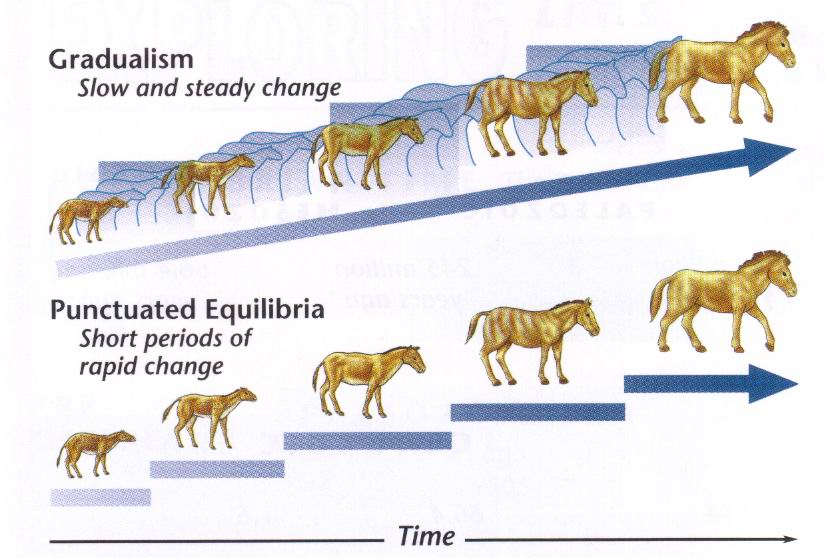 Gradualism
Slow and steady change
Punctuated Equilibria
Short periods of
rapid change
Time